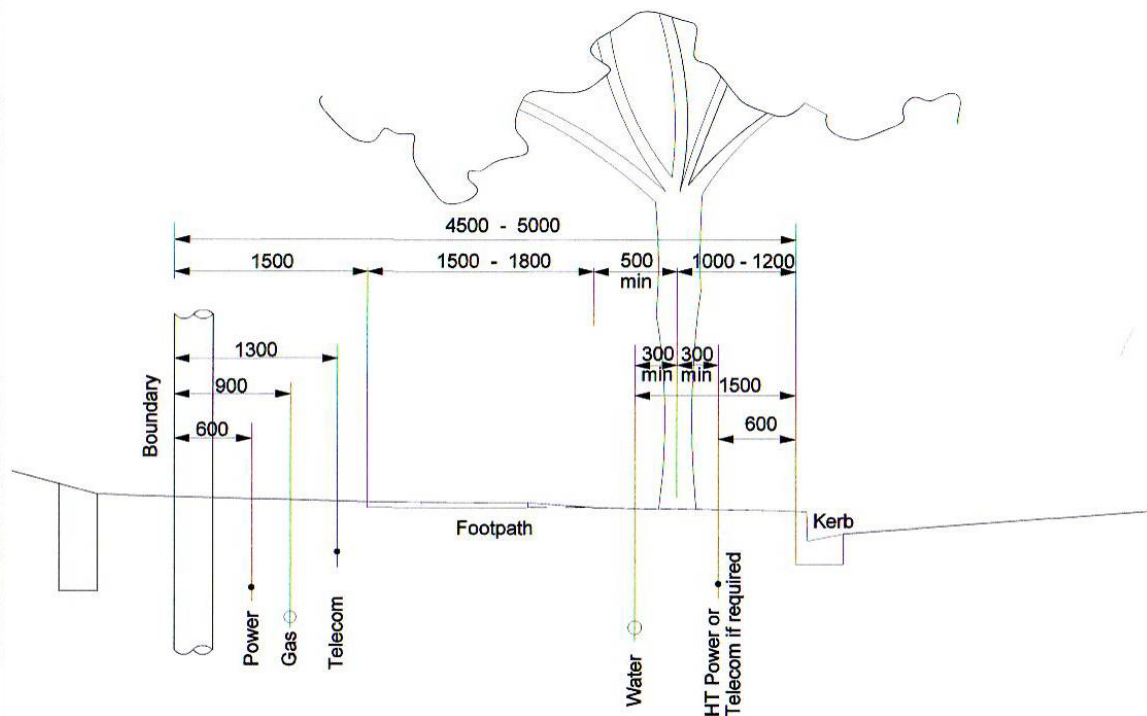 4500 - 5000
1500
1500 - 1800
500
min
1000 - 1200
1300
300
min
300
min
900
1500
600
600
Boundary
Footpath
Kerb
Power
Gas
Telecom
Water
HT Power or
Telecom if required